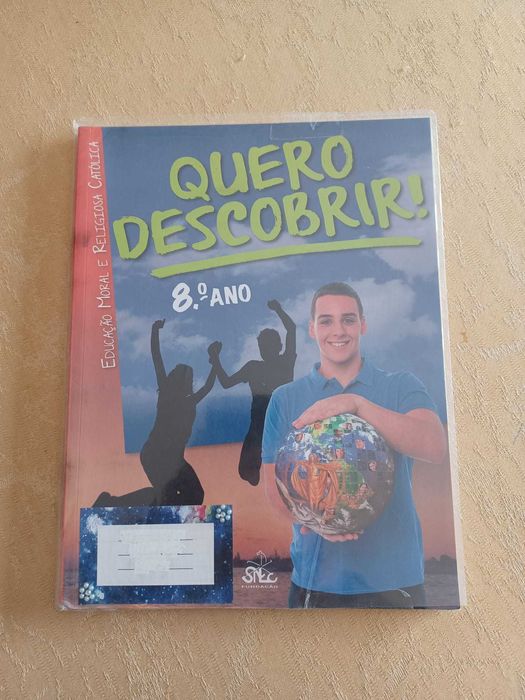 EDUCAÇÃO MORAL E RELIGIOSA CATÓLICA
QUERO
DESCOBRIR!
8.º ANO
SNEC
FUNDAÇÃO